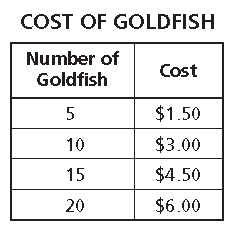 COST OF GOLDFISH
Number of
Goldfish
Cost
5 $1.50
10 $3.00
15 $4.50
20 $6.00